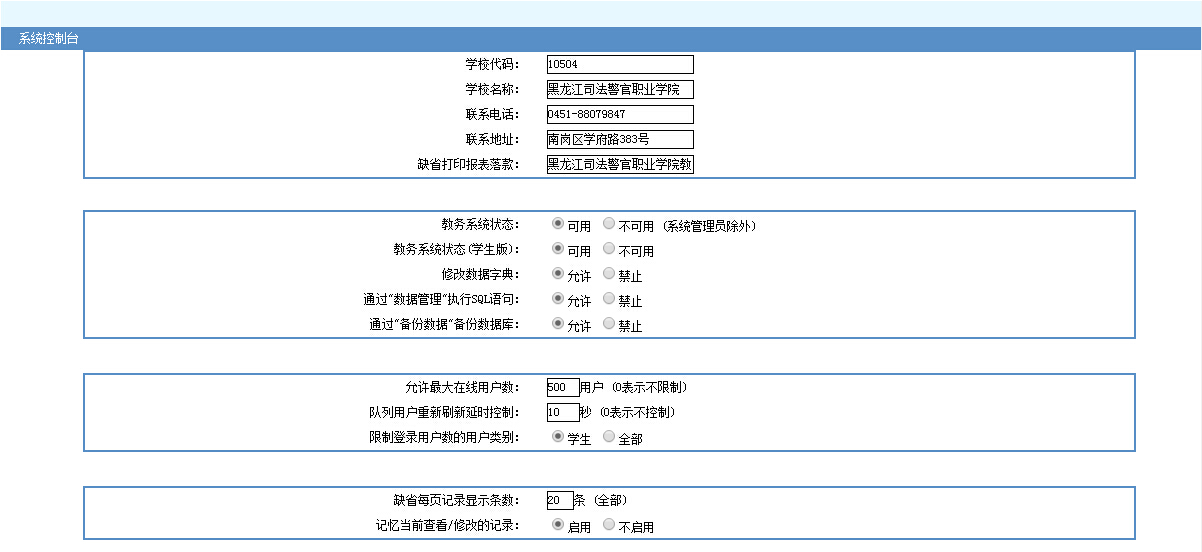 系统控制台
学校代码： 10504
学校名称： 黑龙江司法警官职业学院
联系电话： 0451-88079847
联系地址： 南岗区学府路383号
缺省打印报表落款： 黑龙江司法警官职业学院教
教务系统状态： 可用 不可用 (系统管理员除外)
教务系统状态(学生版)： 可用 不可用
修改数据字典： 允许 禁止
通过"数据管理"执行SQL语句： 允许 禁止
通过"备份数据"备份数据库： 允许 禁止
允许最大在线用户数： 500 用户 (0表示不限制)
队列用户重新刷新延时控制： 10 秒 (0表示不控制)
限制登录用户数的用户类别： 学生 全部
缺省每页记录显示条数： 20 条 (全部)
记忆当前查看/修改的记录： 启用 不启用